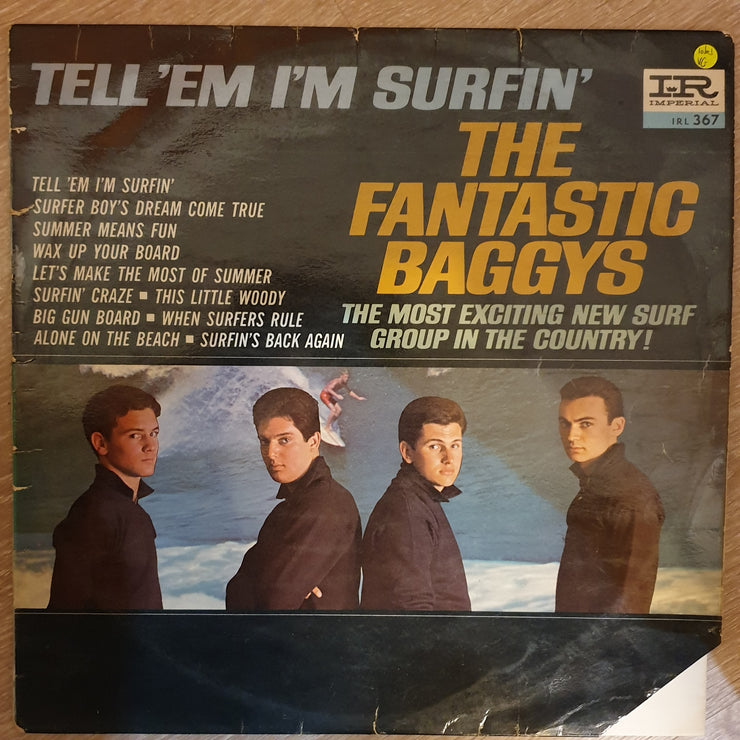 TELL 'EM I'M SURFIN'
VG
IR
IMPERIAL
IRL 367
THE
FANTASTIC
BAGGYS
TELL 'EM I'M SURFIN'
SURFER BOY'S DREAM COME TRUE
SUMMER MEANS FUN
WAX UP YOUR BOARD
LET'S MAKE THE MOST OF SUMMER
SURFIN' CRAZE ▪ THIS LITTLE WOODY
BIG GUN BOARD ▪ WHEN SURFERS RULE
ALONE ON THE BEACH ▪ SURFIN'S BACK AGAIN
THE MOST EXCITING NEW SURF
GROUP IN THE COUNTRY!